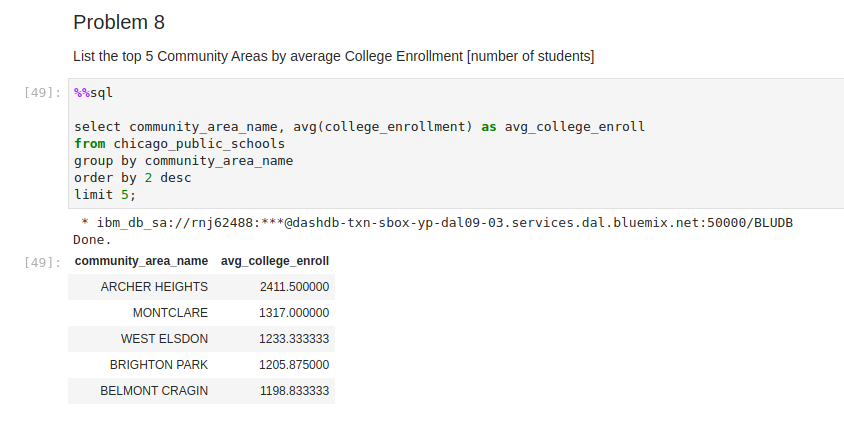 Problem 8
List the top 5 Community Areas by average College Enrollment [number of students]
[49]: %%sql
select community_area_name, avg(college_enrollment) as avg_college_enroll
from chicago_public_schools
group by community_area_name
order by 2 desc
limit 5;
* ibm_db_sa://rnj62488:***@dashdb-txn-sbox-yp-dal09-03.services.dal.bluemix.net:50000/BLUDB
Done.
[49]: community_area_name avg_college_enroll
ARCHER HEIGHTS 2411.500000
MONTCLARE 1317.000000
WEST ELSDON 1233.333333
BRIGHTON PARK 1205.875000
BELMONT CRAGIN 1198.833333